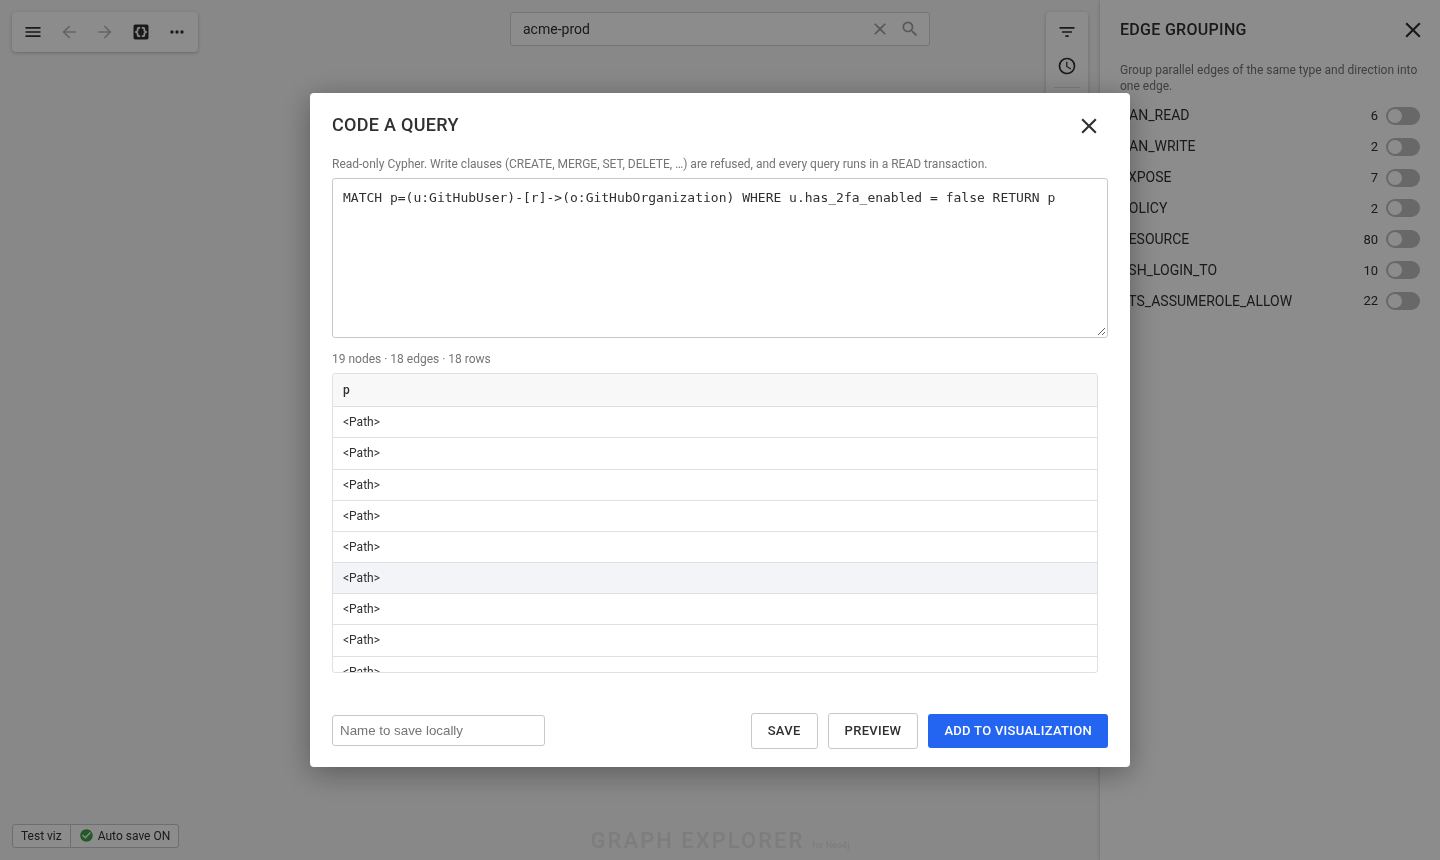 acme-prod
EDGE GROUPING
Group parallel edges of the same type and direction into
one edge.
AN_READ 6
AN_WRITE 2
XPOSE 7
OLICY 2
ESOURCE 80
SH_LOGIN_TO 10
TS_ASSUMEROLE_ALLOW 22
CODE A QUERY
Read-only Cypher. Write clauses (CREATE, MERGE, SET, DELETE, …) are refused, and every query runs in a READ transaction.
MATCH p=(u:GitHubUser)-[r]->(o:GitHubOrganization) WHERE u.has_2fa_enabled = false RETURN p
19 nodes · 18 edges · 18 rows
p
<Path>
<Path>
<Path>
<Path>
<Path>
<Path>
<Path>
<Path>
<Path>
Name to save locally
SAVE
PREVIEW
ADD TO VISUALIZATION
Test viz
Auto save ON
GRAPH EXPLORER for Neo4j